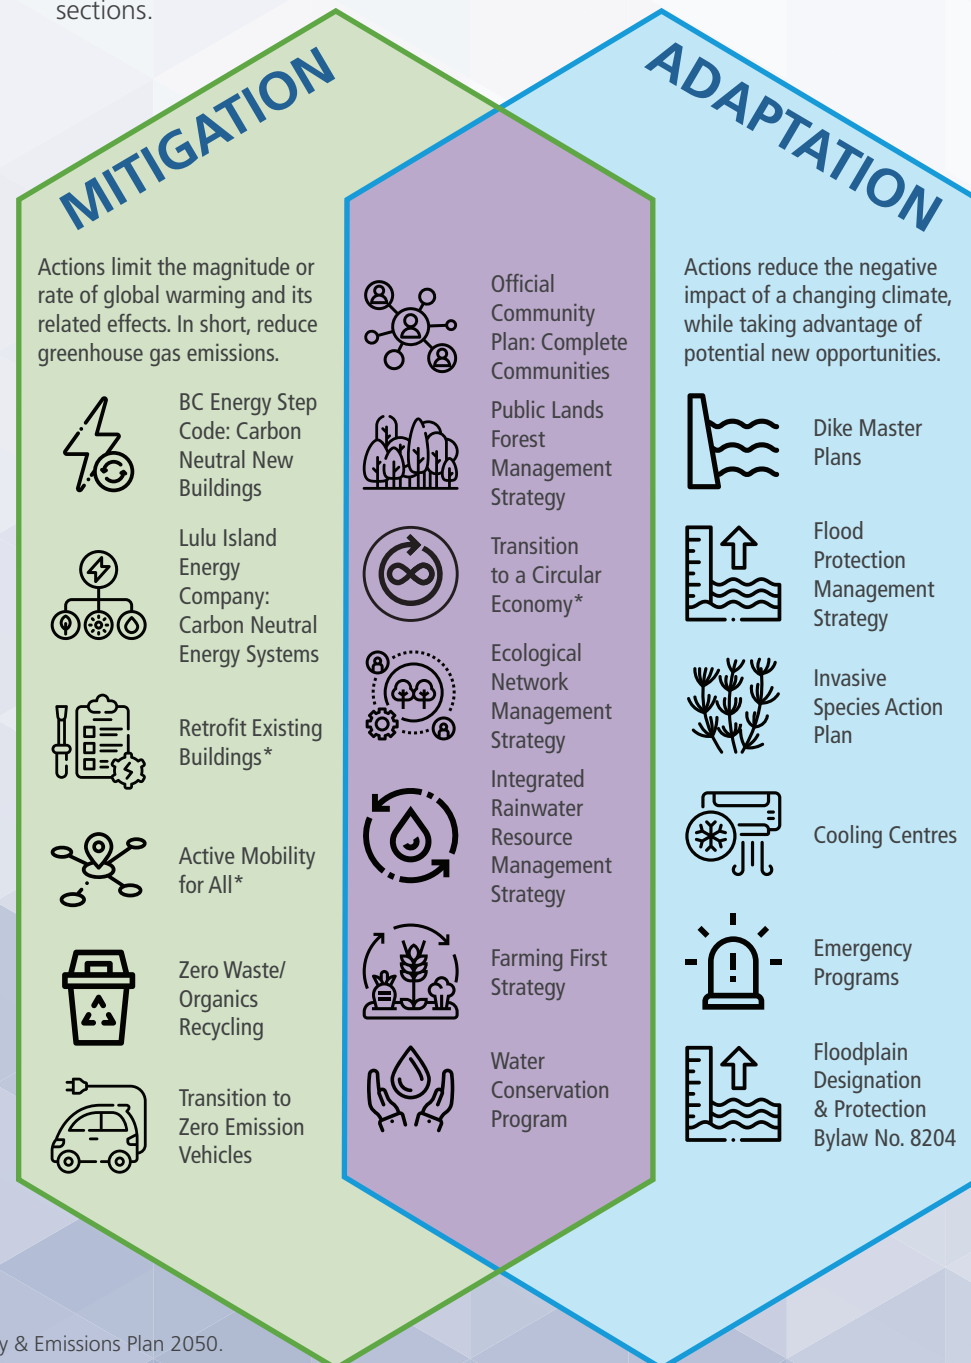 sections.
MITIGATION
Actions limit the magnitude or
rate of global warming and its
related effects. In short, reduce
greenhouse gas emissions.
BC Energy Step
Code: Carbon
Neutral New
Buildings
Lulu Island
Energy
Company:
Carbon Neutral
Energy Systems
Retrofit Existing
Buildings*
Active Mobility
for All*
Zero Waste/
Organics
Recycling
Transition to
Zero Emission
Vehicles
Official
Community
Plan: Complete
Communities
Public Lands
Forest
Management
Strategy
Transition
to a Circular
Economy*
Ecological
Network
Management
Strategy
Integrated
Rainwater
Resource
Management
Strategy
Farming First
Strategy
Water
Conservation
Program
ADAPTATION
Actions reduce the negative
impact of a changing climate,
while taking advantage of
potential new opportunities.
Dike Master
Plans
Flood
Protection
Management
Strategy
Invasive
Species Action
Plan
Cooling Centres
Emergency
Programs
Floodplain
Designation
& Protection
Bylaw No. 8204
y & Emissions Plan 2050.